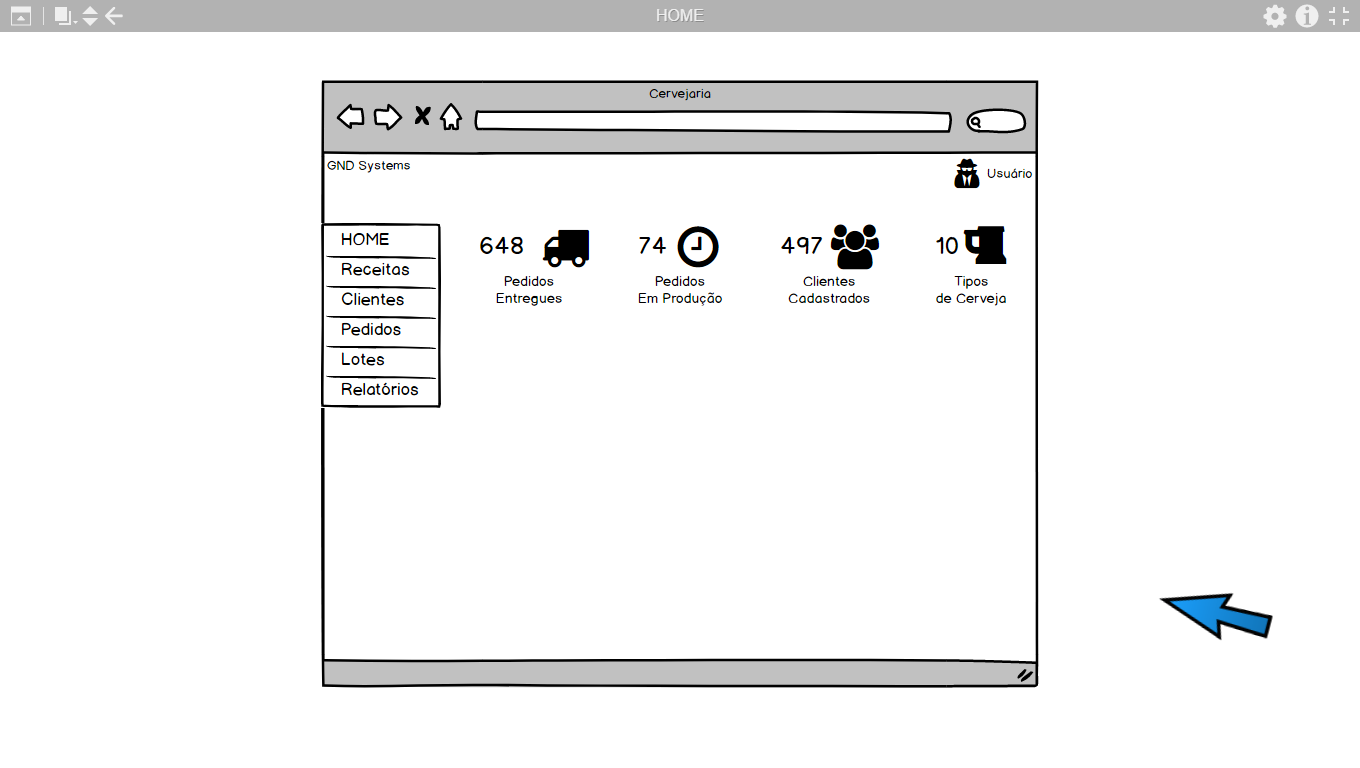 HOME
Cervejaria
GND Systems
Usuário
HOME
Receitas
Clientes
Pedidos
Lotes
Relatórios
648
Pedidos
Entregues
74
Pedidos
Em Produção
497
Clientes
Cadastrados
10
Tipos
de Cerveja